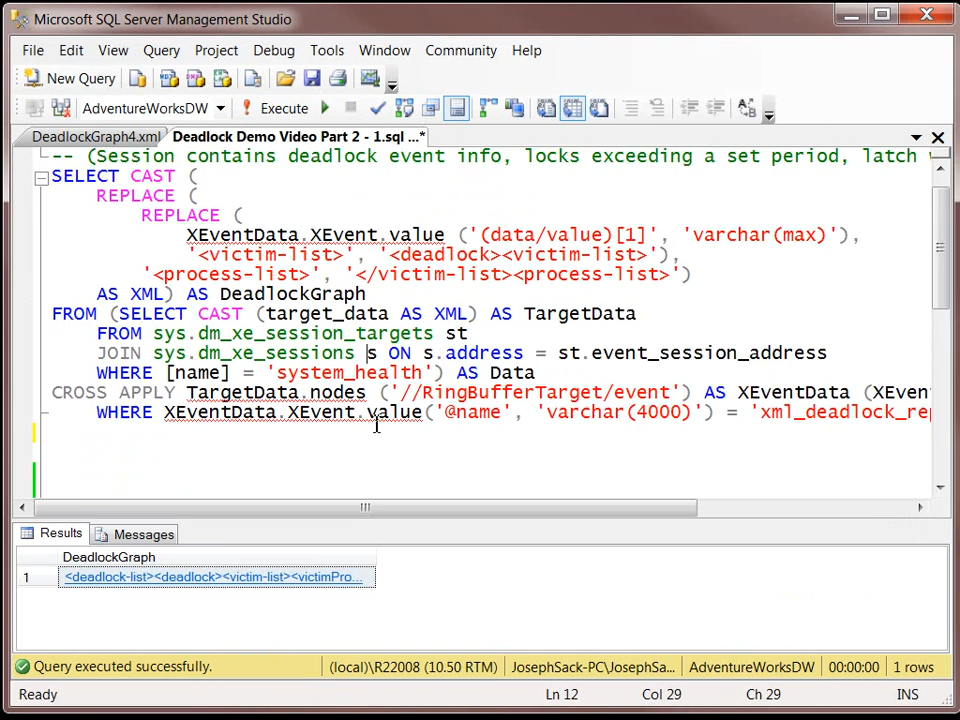 Microsoft SQL Server Management Studio
File Edit View Query Project Debug Tools Window Community Help
New Query
AdventureWorksDW Execute
DeadlockGraph4.xml Deadlock Demo Video Part 2 - 1.sql ...*
-- (Session contains deadlock event info, locks exceeding a set period, latch
SELECT CAST (
REPLACE (
REPLACE (
XEventData.XEvent.value ('(data/value)[1]', 'varchar(max)'),
'<victim-list>', '<deadlock><victim-list>'),
'<process-list>', '</victim-list><process-list>')
AS XML) AS DeadlockGraph
FROM (SELECT CAST (target_data AS XML) AS TargetData
FROM sys.dm_xe_session_targets st
JOIN sys.dm_xe_sessions s ON s.address = st.event_session_address
WHERE [name] = 'system_health') AS Data
CROSS APPLY TargetData.nodes ('//RingBufferTarget/event') AS XEventData (XEven
WHERE XEventData.XEvent.value('@name', 'varchar(4000)') = 'xml_deadlock_rep
Results Messages
DeadlockGraph
1 <deadlock-list><deadlock><victim-list><victimPro...
Query executed successfully. (local)\R22008 (10.50 RTM) JosephSack-PC\JosephSa... AdventureWorksDW 00:00:00 1 rows
Ready Ln 12 Col 29 Ch 29 INS